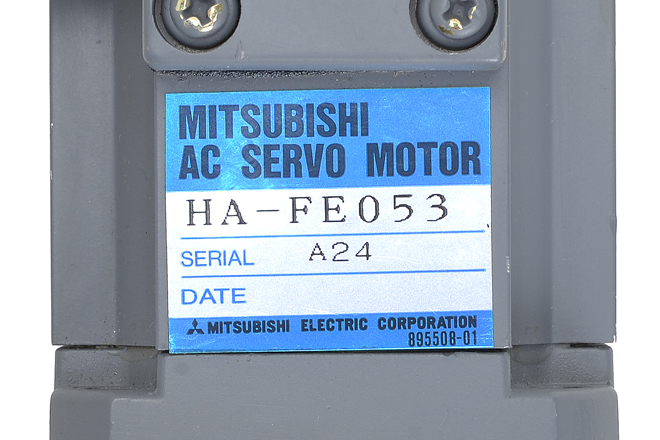 MITSUBISHI
AC SERVO MOTOR
HA-FE053
SERIAL A24
DATE
MITSUBISHI ELECTRIC CORPORATION
895508-01